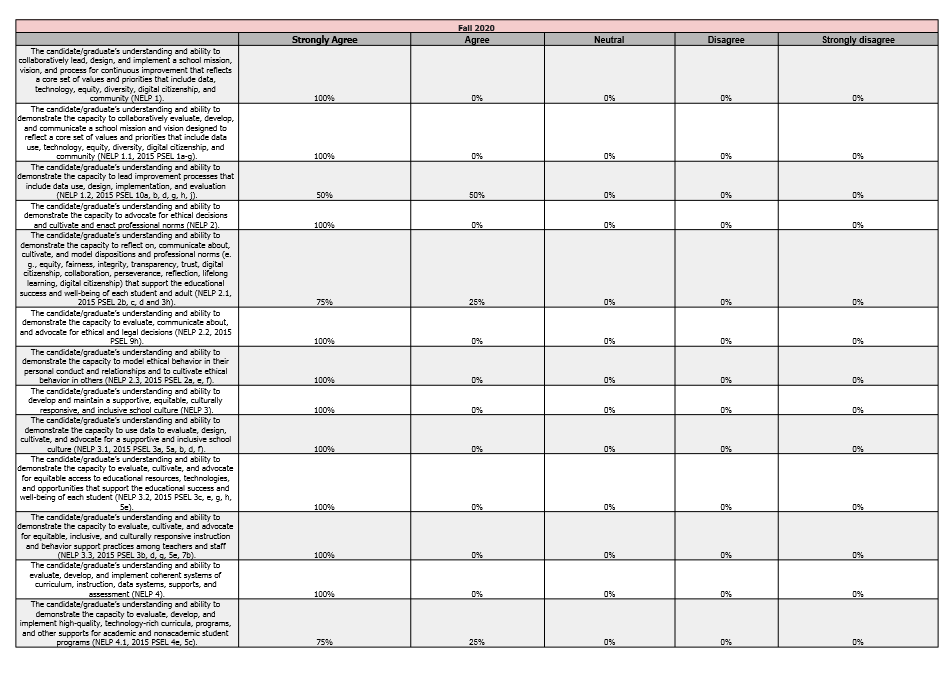 Fall 2020
Strongly Agree Agree Neutral Disagree Strongly disagree
The candidate/graduate's understanding and ability to
collaboratively lead, design, and implement a school mission,
vision, and process for continuous improvement that reflects
a core set of values and priorities that include data,
technology, equity, diversity, digital citizenship, and
community (NELP 1). 100% 0% 0% 0% 0%
The candidate/graduate's understanding and ability to
demonstrate the capacity to collaboratively evaluate, develop,
and communicate a school mission and vision designed to
reflect a core set of values and priorities that include data
use, technology, equity, diversity, digital citizenship, and
community (NELP 1.1, 2015 PSEL 1a-g). 100% 0% 0% 0% 0%
The candidate/graduate's understanding and ability to
demonstrate the capacity to lead improvement processes that
include data use, design, implementation, and evaluation
(NELP 1.2, 2015 PSEL 10a, b, d, g, h, j). 50% 50% 0% 0% 0%
The candidate/graduate's understanding and ability to
demonstrate the capacity to advocate for ethical decisions
and cultivate and enact professional norms (NELP 2). 100% 0% 0% 0% 0%
The candidate/graduate's understanding and ability to
demonstrate the capacity to reflect on, communicate about,
cultivate, and model dispositions and professional norms (e.
g., equity, fairness, integrity, transparency, trust, digital
citizenship, collaboration, perseverance, reflection, lifelong
learning, digital citizenship) that support the educational
success and well-being of each student and adult (NELP 2.1,
2015 PSEL 2b, c, d and 3h). 75% 25% 0% 0% 0%
The candidate/graduate's understanding and ability to
demonstrate the capacity to evaluate, communicate about,
and advocate for ethical and legal decisions (NELP 2.2, 2015
PSEL 9h). 100% 0% 0% 0% 0%
The candidate/graduate's understanding and ability to
demonstrate the capacity to model ethical behavior in their
personal conduct and relationships and to cultivate ethical
behavior in others (NELP 2.3, 2015 PSEL 2a, e, f). 100% 0% 0% 0% 0%
The candidate/graduate's understanding and ability to
develop and maintain a supportive, equitable, culturally
responsive, and inclusive school culture (NELP 3). 100% 0% 0% 0% 0%
The candidate/graduate's understanding and ability to
demonstrate the capacity to use data to evaluate, design,
cultivate, and advocate for a supportive and inclusive school
culture (NELP 3.1, 2015 PSEL 3a, 5a, b, d, f). 100% 0% 0% 0% 0%
The candidate/graduate's understanding and ability to
demonstrate the capacity to evaluate, cultivate, and advocate
for equitable access to educational resources, technologies,
and opportunities that support the educational success and
well-being of each student (NELP 3.2, 2015 PSEL 3c, e, g, h,
5e). 100% 0% 0% 0% 0%
The candidate/graduate's understanding and ability to
demonstrate the capacity to evaluate, cultivate, and advocate
for equitable, inclusive, and culturally responsive instruction
and behavior support practices among teachers and staff
(NELP 3.3, 2015 PSEL 3b, d, g, 5e, 7b). 100% 0% 0% 0% 0%
The candidate/graduate's understanding and ability to
evaluate, develop, and implement coherent systems of
curriculum, instruction, data systems, supports, and
assessment (NELP 4). 100% 0% 0% 0% 0%
The candidate/graduate's understanding and ability to
demonstrate the capacity to evaluate, develop, and
implement high-quality, technology-rich curricula, programs,
and other supports for academic and nonacademic student
programs (NELP 4.1, 2015 PSEL 4e, 5c). 75% 25% 0% 0% 0%